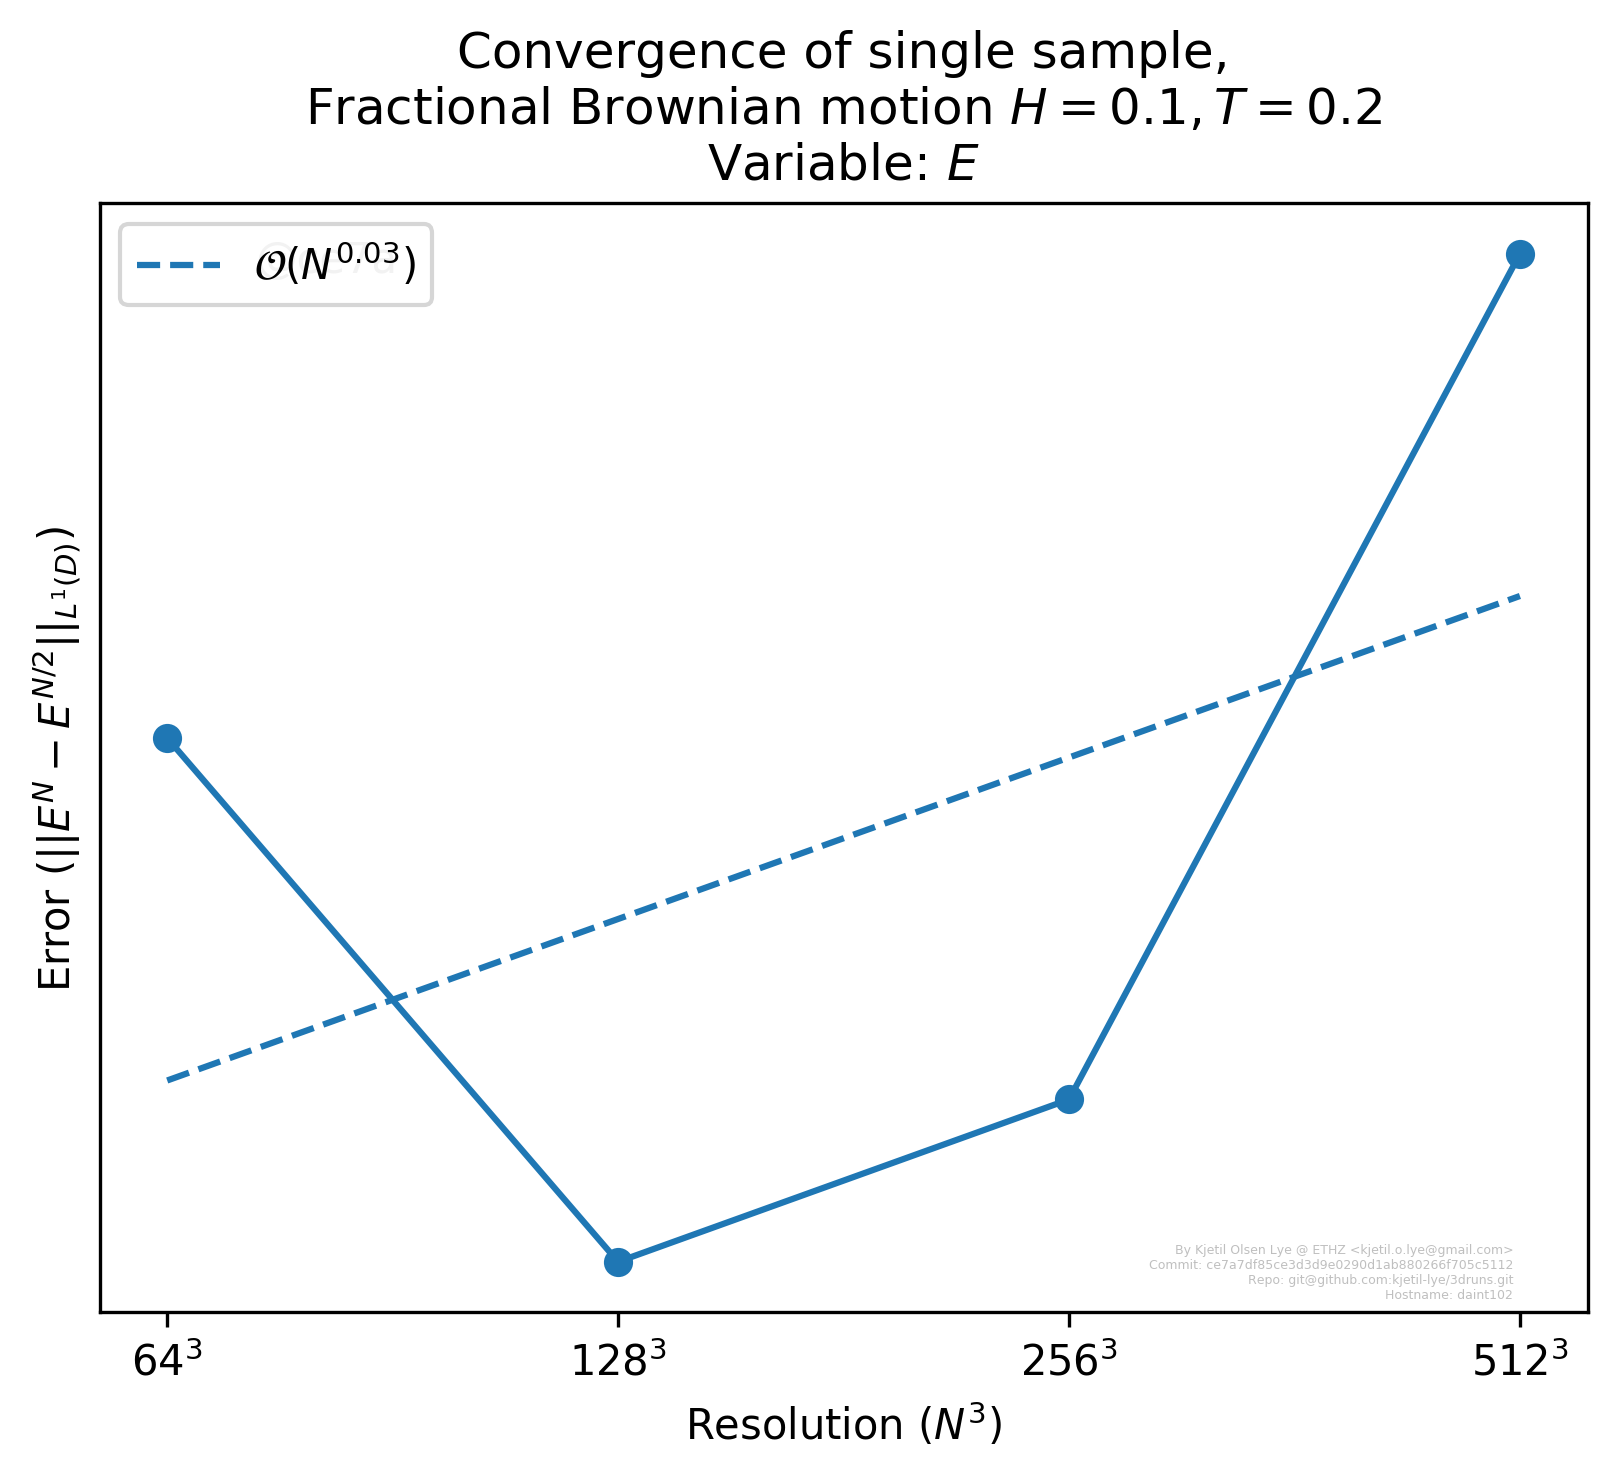 Convergence of single sample,
Fractional Brownian motion H = 0.1, T = 0.2
Variable: E
𝒪(N^0.03)
Error (||E^N − E^{N/2}||_{L^1(D)})
64³
128³
256³
512³
Resolution (N³)
By Kjetil Olsen Lye @ ETHZ <kjetil.o.lye@gmail.com>
Commit: ce7a7df85ce3d3d9e0290d1ab880266f705c5112
Repo: git@github.com:kjetil-lye/3druns.git
Hostname: daint102